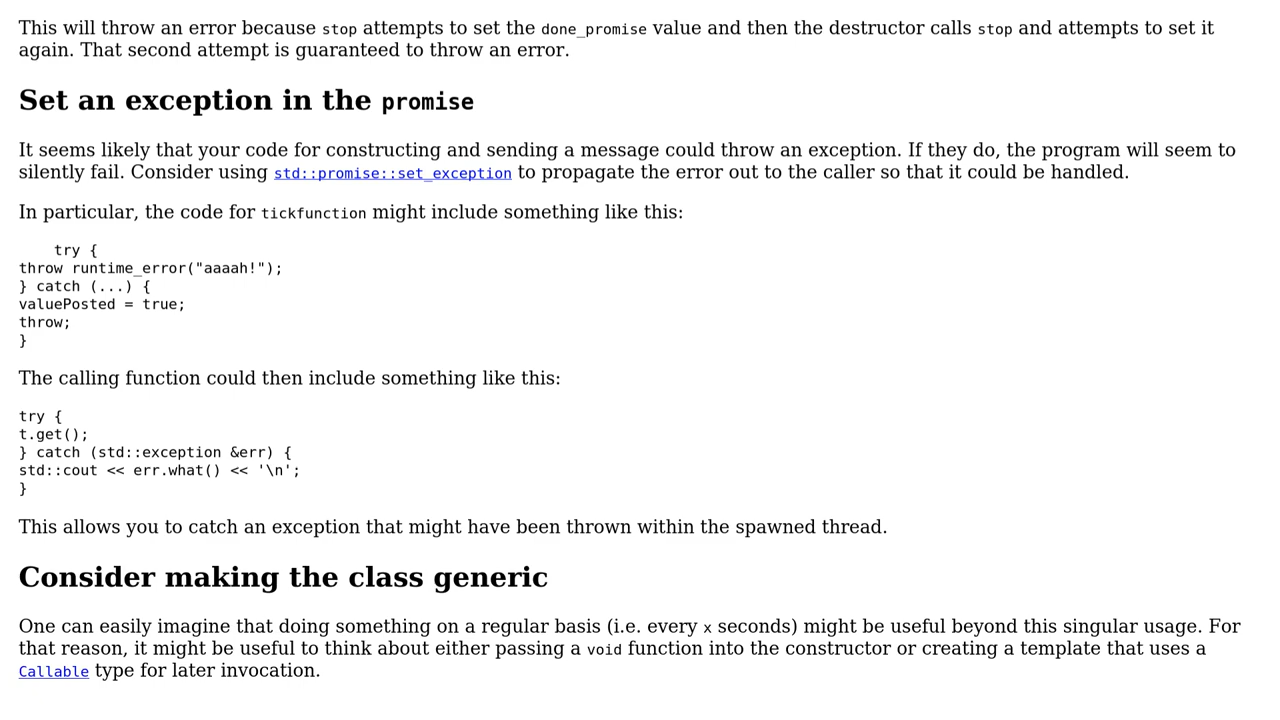 This will throw an error because stop attempts to set the done_promise value and then the destructor calls stop and attempts to set it
again. That second attempt is guaranteed to throw an error.
Set an exception in the promise
It seems likely that your code for constructing and sending a message could throw an exception. If they do, the program will seem to
silently fail. Consider using std::promise::set_exception to propagate the error out to the caller so that it could be handled.
In particular, the code for tickfunction might include something like this:
    try {
throw runtime_error("aaaah!");
} catch (...) {
valuePosted = true;
throw;
}
The calling function could then include something like this:
try {
t.get();
} catch (std::exception &err) {
std::cout << err.what() << '\n';
}
This allows you to catch an exception that might have been thrown within the spawned thread.
Consider making the class generic
One can easily imagine that doing something on a regular basis (i.e. every x seconds) might be useful beyond this singular usage. For
that reason, it might be useful to think about either passing a void function into the constructor or creating a template that uses a
Callable type for later invocation.